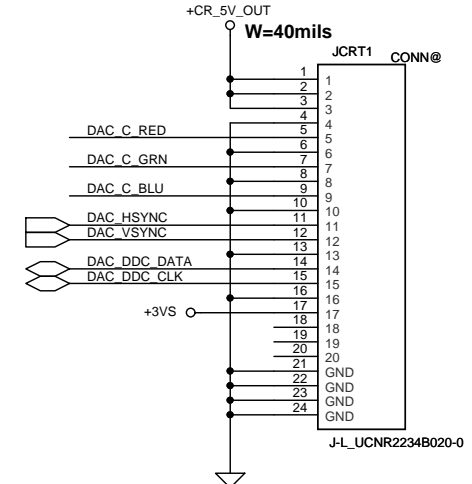 +CR_5V_OUT
W=40mils
JCRT1
CONN@
1 1
2 2
3 3
4 4
DAC_C_RED 5 5
6 6
DAC_C_GRN 7 7
8 8
DAC_C_BLU 9 9
10 10
DAC_HSYNC 11 11
DAC_VSYNC 12 12
13 13
DAC_DDC_DATA 14 14
DAC_DDC_CLK 15 15
16 16
+3VS 17 17
18 18
19 19
20 20
21 GND
22 GND
23 GND
24 GND
J-L_UCNR2234B020-0